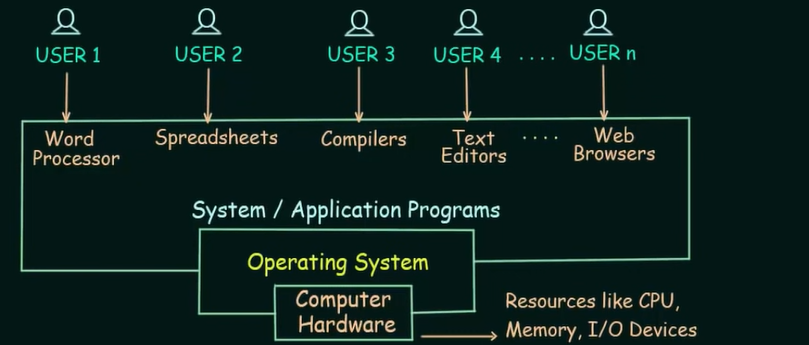 USER 1 USER 2 USER 3 USER 4 .... USER n
Word Processor Spreadsheets Compilers Text Editors .... Web Browsers
System / Application Programs
Operating System
Computer
Hardware
Resources like CPU,
Memory, I/O Devices